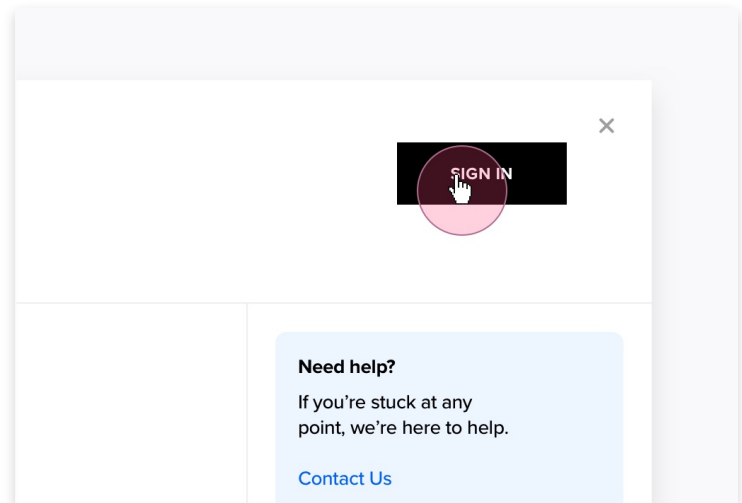 SIGN IN
Need help?
If you’re stuck at any
point, we’re here to help.
Contact Us